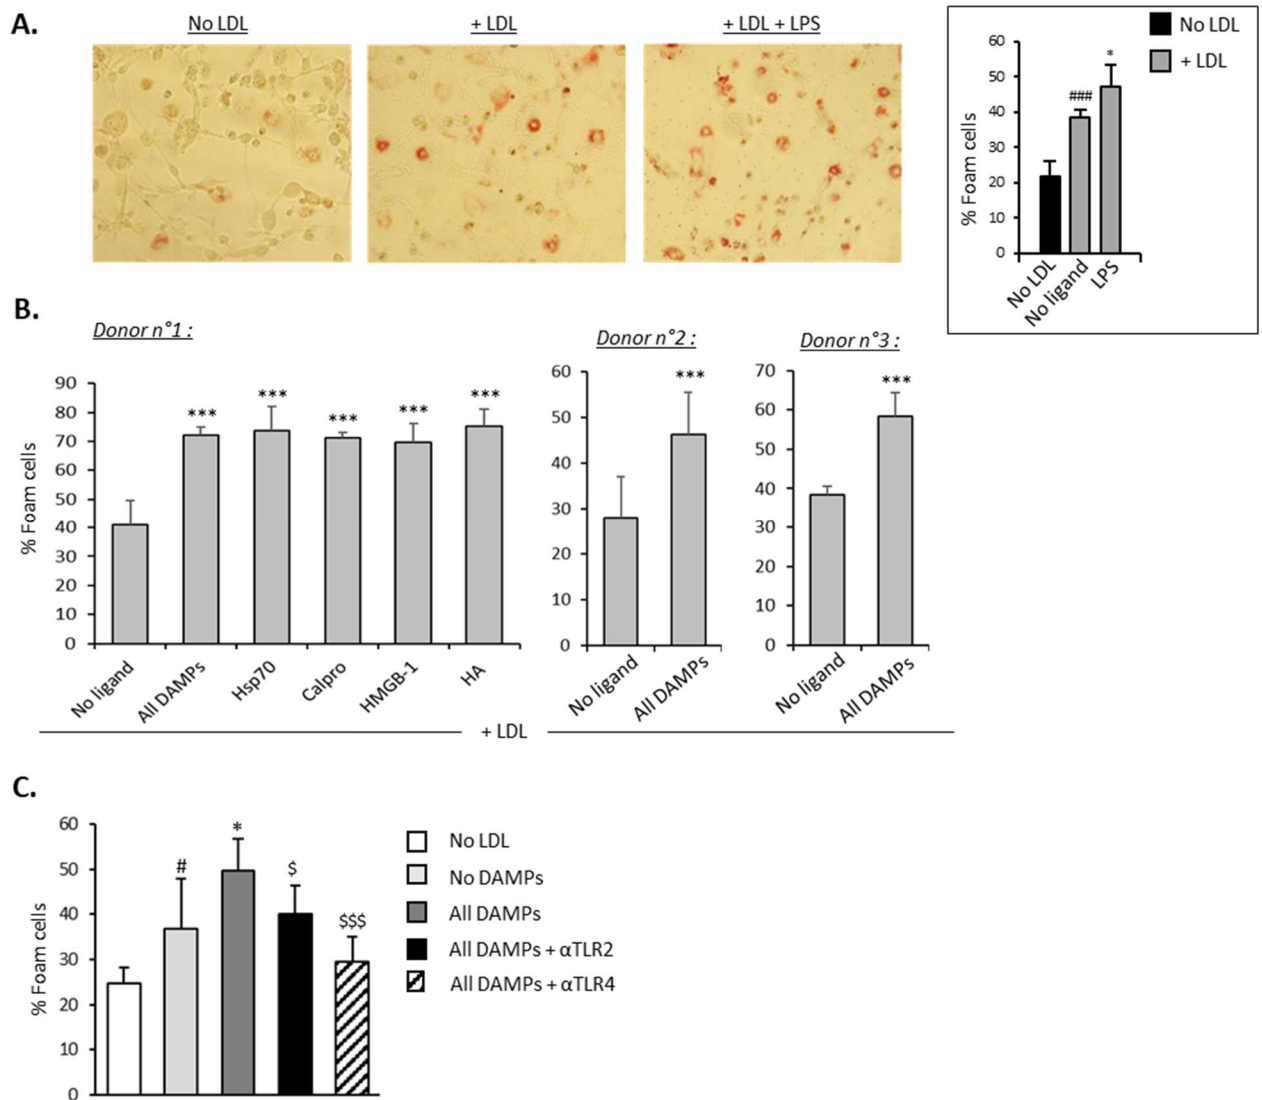 A.
No LDL
+ LDL
+ LDL + LPS
No LDL
+ LDL
% Foam cells
60
50
40
30
20
10
0
###
*
No LDL
No ligand
LPS
B.
Donor n°1 :
% Foam cells
90
80
70
60
50
40
30
20
10
0
***
***
***
***
***
No ligand
All DAMPs
Hsp70
Calpro
HMGB-1
HA
Donor n°2 :
60
50
40
30
20
10
0
***
No ligand
All DAMPs
Donor n°3 :
70
60
50
40
30
20
10
0
***
No ligand
All DAMPs
+ LDL
C.
% Foam cells
60
50
40
30
20
10
0
#
*
$
$$$
No LDL
No DAMPs
All DAMPs
All DAMPs + αTLR2
All DAMPs + αTLR4